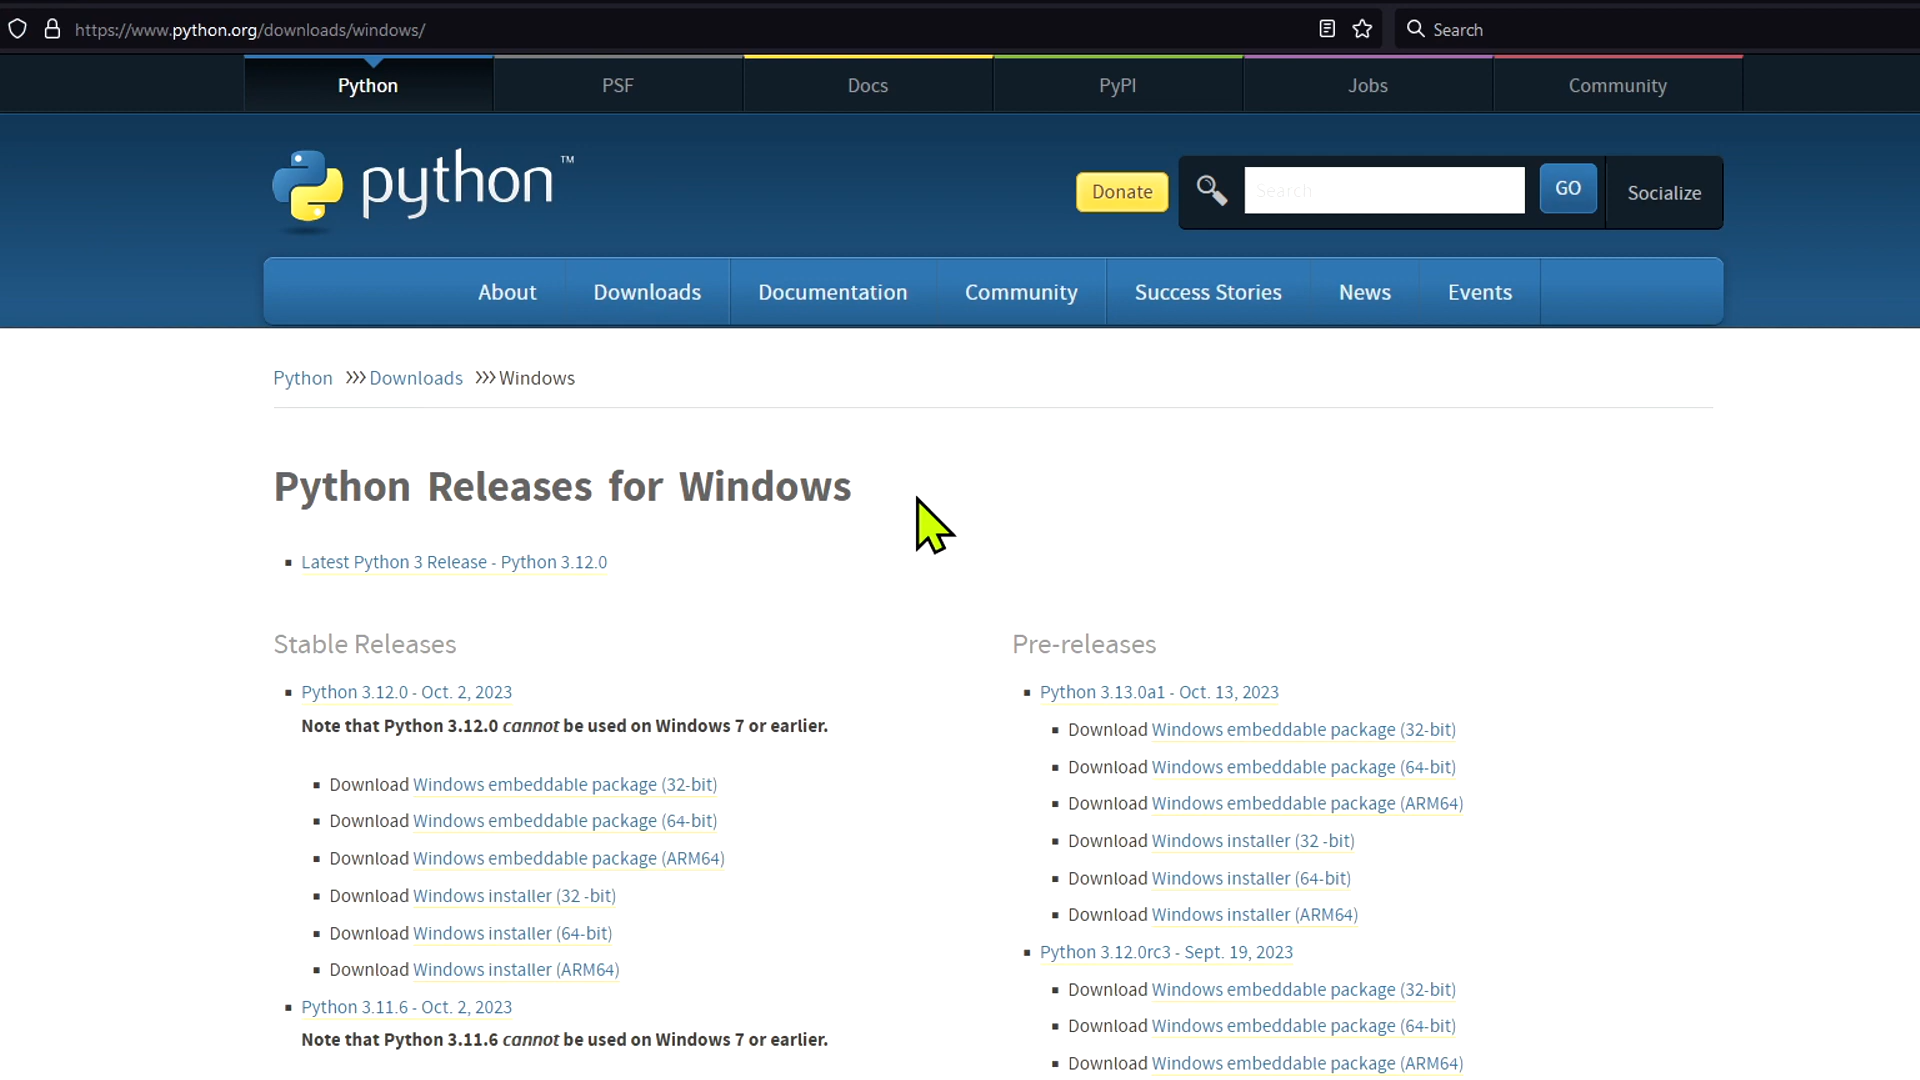 https://www.python.org/downloads/windows/
Search
Python
PSF
Docs
PyPI
Jobs
Community
python™
Donate
Search
GO
Socialize
About
Downloads
Documentation
Community
Success Stories
News
Events
Python >>> Downloads >>> Windows
Python Releases for Windows
Latest Python 3 Release - Python 3.12.0
Stable Releases
Python 3.12.0 - Oct. 2, 2023
Note that Python 3.12.0 cannot be used on Windows 7 or earlier.
Download Windows embeddable package (32-bit)
Download Windows embeddable package (64-bit)
Download Windows embeddable package (ARM64)
Download Windows installer (32 -bit)
Download Windows installer (64-bit)
Download Windows installer (ARM64)
Python 3.11.6 - Oct. 2, 2023
Note that Python 3.11.6 cannot be used on Windows 7 or earlier.
Pre-releases
Python 3.13.0a1 - Oct. 13, 2023
Download Windows embeddable package (32-bit)
Download Windows embeddable package (64-bit)
Download Windows embeddable package (ARM64)
Download Windows installer (32 -bit)
Download Windows installer (64-bit)
Download Windows installer (ARM64)
Python 3.12.0rc3 - Sept. 19, 2023
Download Windows embeddable package (32-bit)
Download Windows embeddable package (64-bit)
Download Windows embeddable package (ARM64)